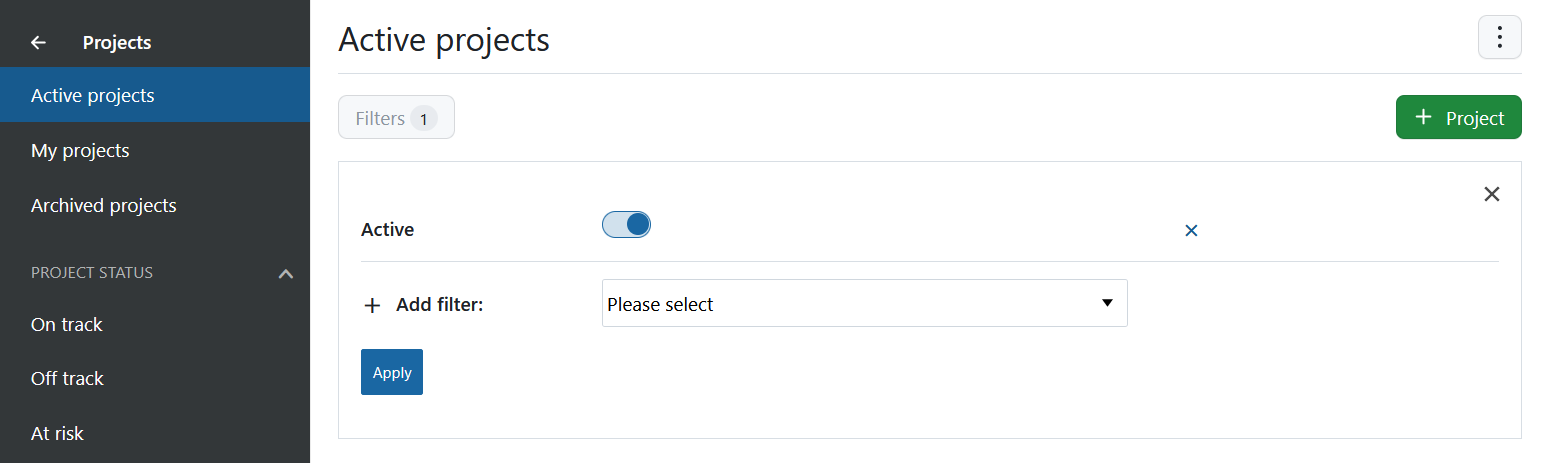 Projects
Active projects
My projects
Archived projects
PROJECT STATUS
On track
Off track
At risk
Active projects
Filters 1
+ Project
Active
+ Add filter:
Please select
Apply